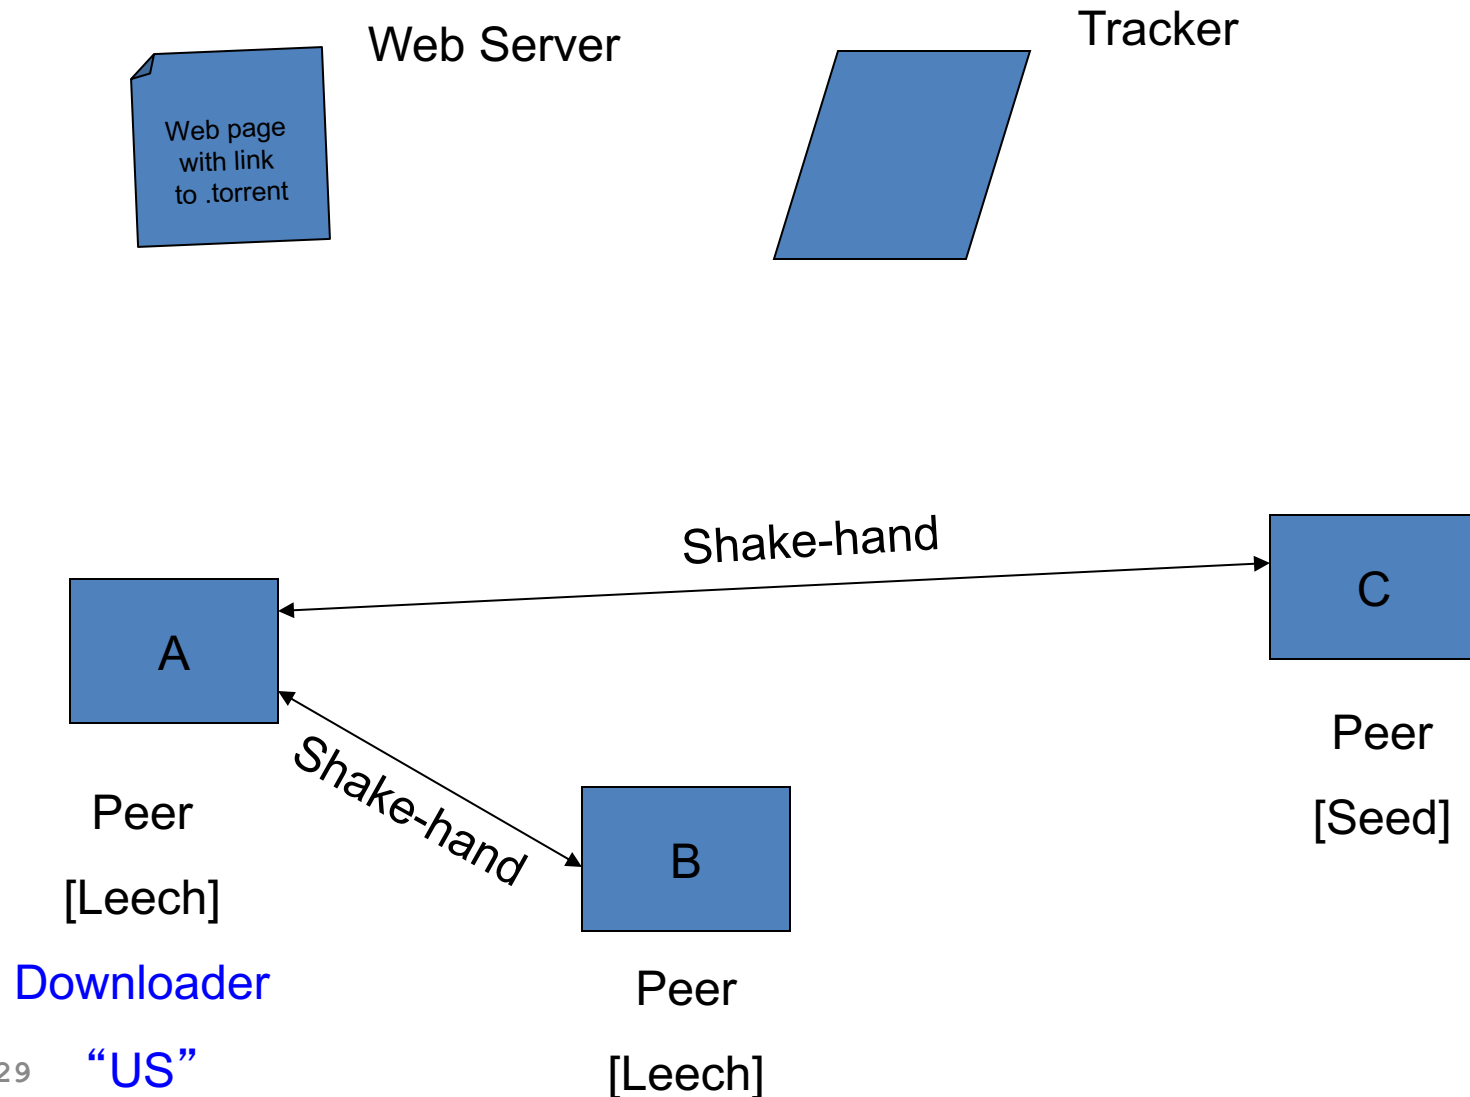 Web Server
Tracker
Web page
with link
to .torrent
Shake-hand
C
A
Peer
[Seed]
Shake-hand
B
Peer
[Leech]
Downloader
“US”
Peer
[Leech]
29